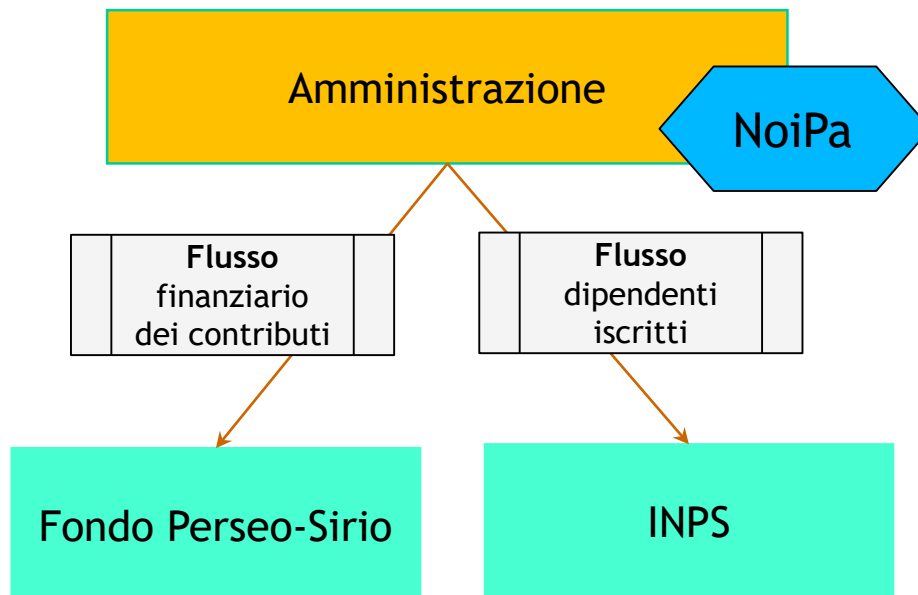 Amministrazione
NoiPa
Flusso
finanziario
dei contributi
Flusso
dipendenti
iscritti
Fondo Perseo-Sirio
INPS